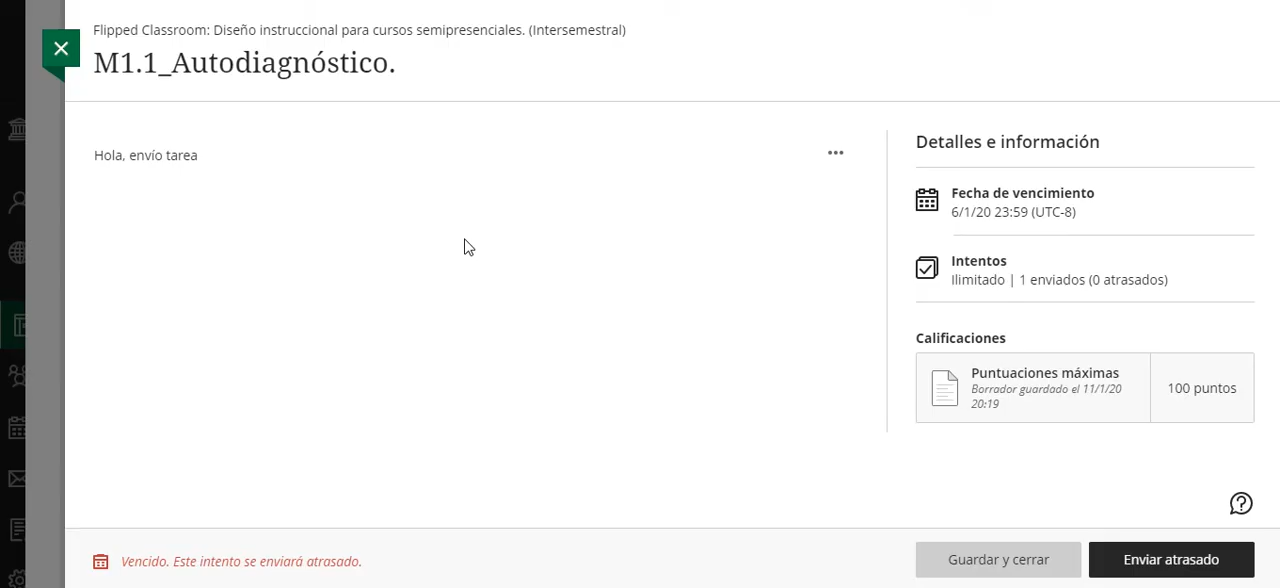 Flipped Classroom: Diseño instruccional para cursos semipresenciales. (Intersemestral)
M1.1_Autodiagnóstico.
Hola, envío tarea
Detalles e información
Fecha de vencimiento
6/1/20 23:59 (UTC-8)
Intentos
Ilimitado | 1 enviados (0 atrasados)
Calificaciones
Puntuaciones máximas
Borrador guardado el 11/1/20
20:19
100 puntos
Vencido. Este intento se enviará atrasado.
Guardar y cerrar
Enviar atrasado